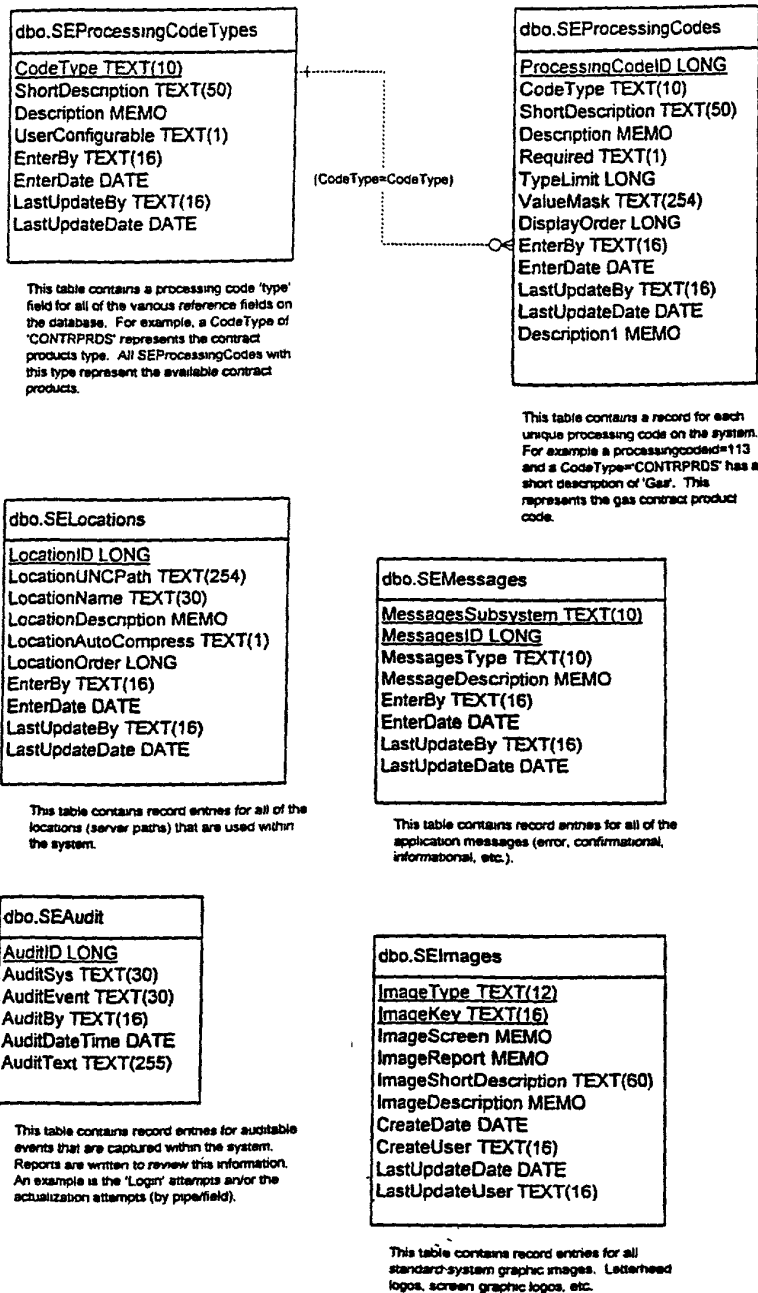 dbo.SEProcessingCodeTypes
CodeType TEXT(10)
ShortDescription TEXT(50)
Description MEMO
UserConfigurable TEXT(1)
EnterBy TEXT(16)
EnterDate DATE
LastUpdateBy TEXT(16)
LastUpdateDate DATE
This table contains a processing code 'type'
field for all of the various reference fields on
the database. For example, a CodeType of
'CONTRPRDS' represents the contract
products type. All SEProcessingCodes with
this type represent the available contract
products.
(CodeType=CodeType)
dbo.SEProcessingCodes
ProcessingCodeID LONG
CodeType TEXT(10)
ShortDescription TEXT(50)
Description MEMO
Required TEXT(1)
TypeLimit LONG
ValueMask TEXT(254)
DisplayOrder LONG
EnterBy TEXT(16)
EnterDate DATE
LastUpdateBy TEXT(16)
LastUpdateDate DATE
Description1 MEMO
This table contains a record for each
unique processing code on the system.
For example a processingcodeid=113
and a CodeType='CONTRPRDS' has a
short description of 'Gas'. This
represents the gas contract product
code.
dbo.SELocations
LocationID LONG
LocationUNCPath TEXT(254)
LocationName TEXT(30)
LocationDescription MEMO
LocationAutoCompress TEXT(1)
LocationOrder LONG
EnterBy TEXT(16)
EnterDate DATE
LastUpdateBy TEXT(16)
LastUpdateDate DATE
This table contains record entries for all of the
locations (server paths) that are used within
the system.
dbo.SEMessages
MessagesSubsystem TEXT(10)
MessagesID LONG
MessagesType TEXT(10)
MessageDescription MEMO
EnterBy TEXT(16)
EnterDate DATE
LastUpdateBy TEXT(16)
LastUpdateDate DATE
This table contains record entries for all of the
application messages (error, confirmational,
informational, etc.).
dbo.SEAudit
AuditID LONG
AuditSys TEXT(30)
AuditEvent TEXT(30)
AuditBy TEXT(16)
AuditDateTime DATE
AuditText TEXT(255)
This table contains record entries for auditable
events that are captured within the system.
Reports are written to review this information.
An example is the 'Login' attempts an/or the
actualization attempts (by pipe/field).
dbo.SEImages
ImageType TEXT(12)
ImageKey TEXT(16)
ImageScreen MEMO
ImageReport MEMO
ImageShortDescription TEXT(60)
ImageDescription MEMO
CreateDate DATE
CreateUser TEXT(16)
LastUpdateDate DATE
LastUpdateUser TEXT(16)
This table contains record entries for all
standard-system graphic images. Letterhead
logos, screen graphic logos, etc.